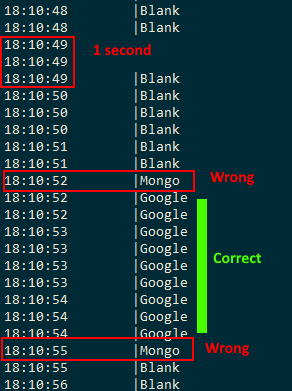 18:10:48 |Blank
18:10:48 |Blank
18:10:49
18:10:49 1 second
18:10:49 |Blank
18:10:50 |Blank
18:10:50 |Blank
18:10:50 |Blank
18:10:51 |Blank
18:10:51 |Blank
18:10:52 |Mongo Wrong
18:10:52 |Google
18:10:52 |Google
18:10:53 |Google
18:10:53 |Google Correct
18:10:53 |Google
18:10:53 |Google
18:10:54 |Google
18:10:54 |Google
18:10:54 |Google
18:10:55 |Mongo Wrong
18:10:55 |Blank
18:10:56 |Blank